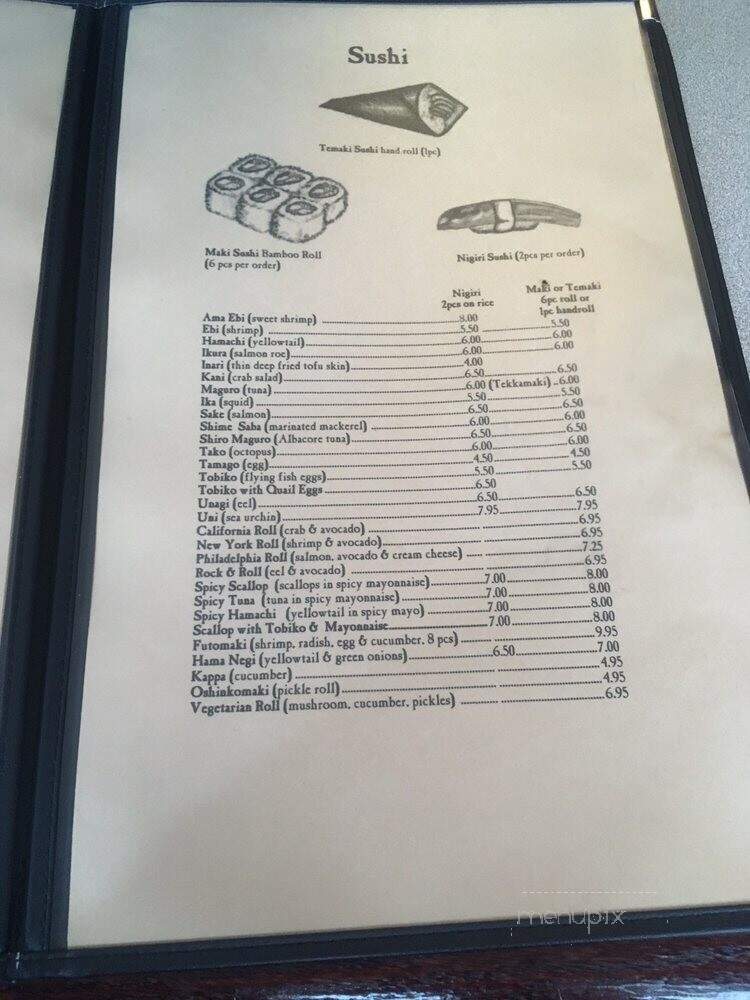 Sushi
Temaki Sushi hand roll (1pc)
Maki Sushi Bamboo Roll
(6 pcs per order)
Nigiri Sushi (2pcs per order)
Nigiri
2pcs on rice
Maki or Temaki
6pc roll or
1pc handroll
Ama Ebi (sweet shrimp) 8.00
Ebi (shrimp) 5.50 5.50
Hamachi (yellowtail) 6.00 6.00
Ikura (salmon roe) 6.00 6.00
Inari (thin deep fried tofu skin) 4.00
Kani (crab salad) 6.50 6.50
Maguro (tuna) 6.00 (Tekkamaki) 6.00
Ika (squid) 5.50 5.50
Sake (salmon) 6.50 6.50
Shime Saba (marinated mackerel) 6.00 6.00
Shiro Maguro (Albacore tuna) 6.50 6.50
Tako (octopus) 6.00 6.00
Tamago (egg) 4.50 4.50
Tobiko (flying fish eggs) 5.50 5.50
Tobiko with Quail Eggs 6.50
Unagi (eel) 6.50 6.50
Uni (sea urchin) 7.95 7.95
California Roll (crab & avocado) 6.95
New York Roll (shrimp & avocado) 6.95
Philadelphia Roll (salmon, avocado & cream cheese) 7.25
Rock & Roll (eel & avocado) 6.95
Spicy Scallop (scallops in spicy mayonnaise) 7.00 8.00
Spicy Tuna (tuna in spicy mayonnaise) 7.00 8.00
Spicy Hamachi (yellowtail in spicy mayo) 7.00 8.00
Scallop with Tobiko & Mayonnaise 7.00 8.00
Futomaki (shrimp, radish, egg & cucumber, 8 pcs) 9.95
Hama Negi (yellowtail & green onions) 6.50 7.00
Kappa (cucumber) 4.95
Oshinkomaki (pickle roll) 4.95
Vegetarian Roll (mushroom, cucumber, pickles) 6.95
menupix